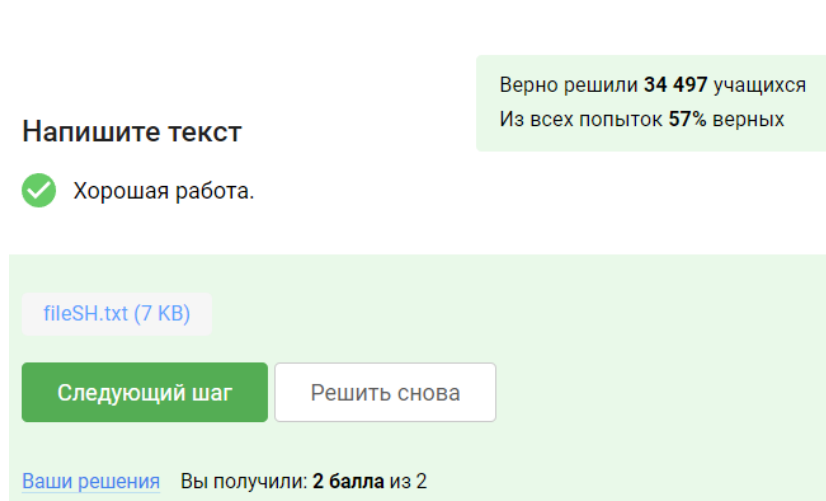 Верно решили 34 497 учащихся
Из всех попыток 57% верных
Напишите текст
Хорошая работа.
fileSH.txt (7 KB)
Следующий шаг
Решить снова
Ваши решения Вы получили: 2 балла из 2